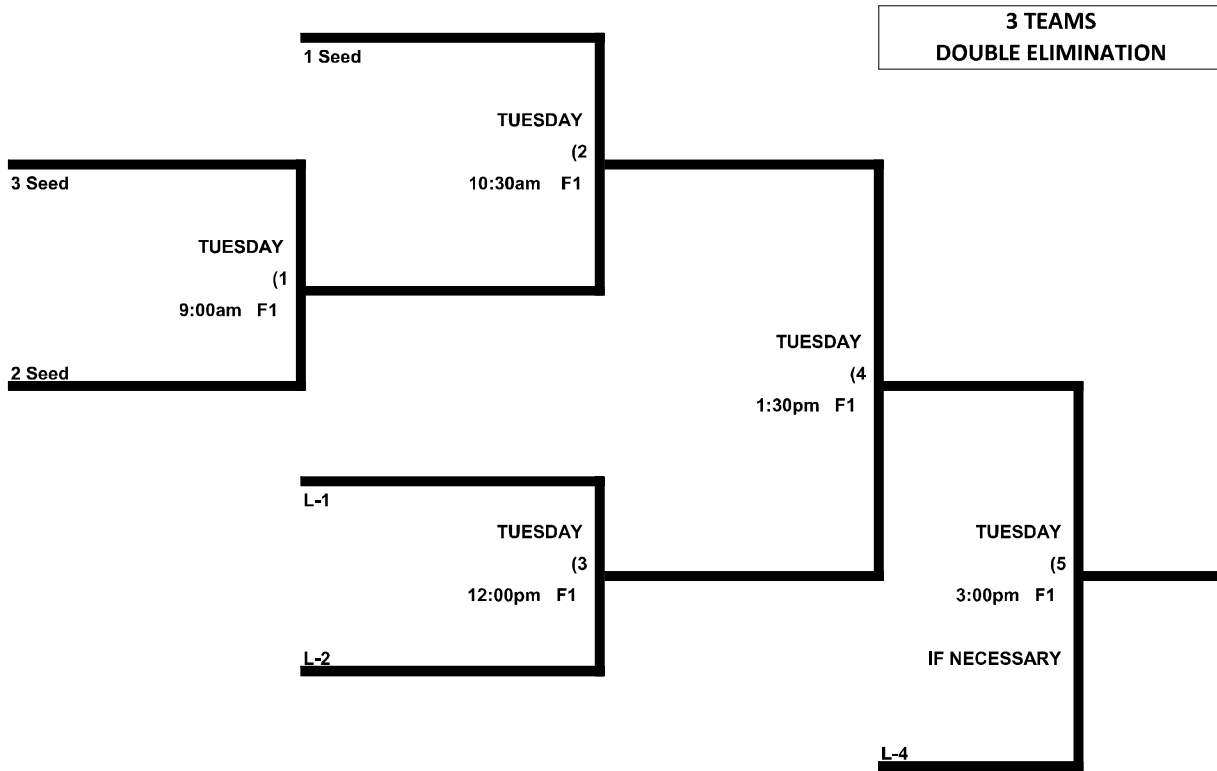 3 TEAMS
DOUBLE ELIMINATION
1 Seed
TUESDAY
(2
10:30am F1
3 Seed
TUESDAY
(1
9:00am F1
2 Seed
TUESDAY
(4
1:30pm F1
L-1
TUESDAY
(3
12:00pm F1
L-2
TUESDAY
(5
3:00pm F1
IF NECESSARY
L-4